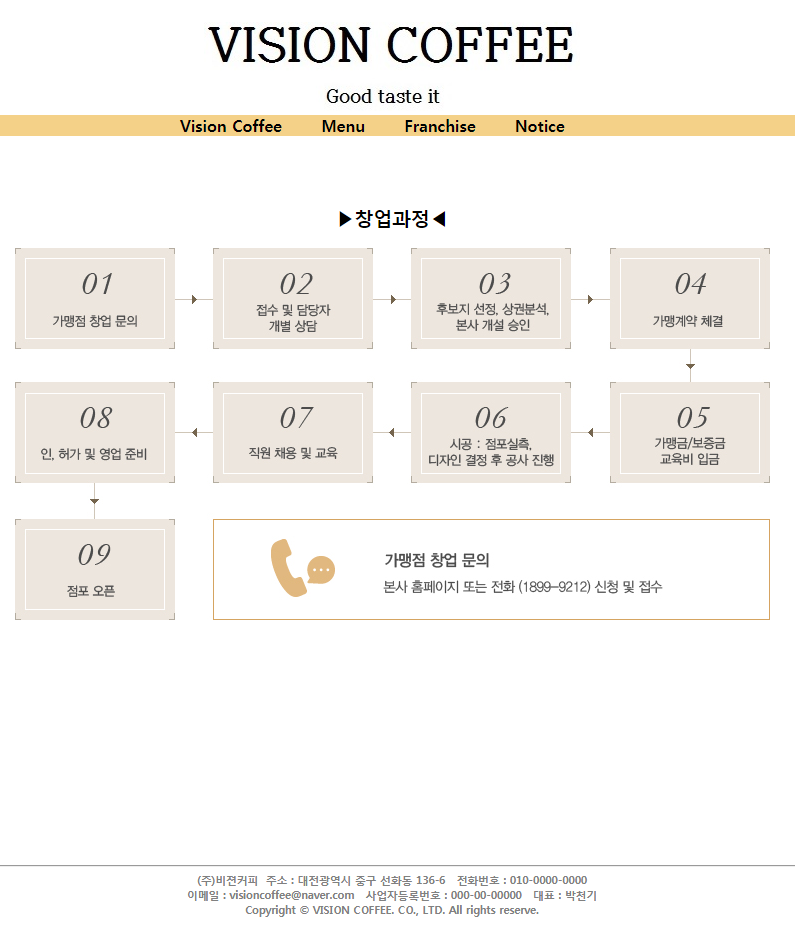 VISION COFFEE
Good taste it
Vision Coffee Menu Franchise Notice
▶창업과정◀
01
가맹점 창업 문의
02
접수 및 담당자
개별 상담
03
후보지 선정, 상권분석,
본사 개설 승인
04
가맹계약 체결
05
가맹금/보증금
교육비 입금
06
시공 : 점포실측,
디자인 결정 후 공사 진행
07
직원 채용 및 교육
08
인, 허가 및 영업 준비
09
점포 오픈
가맹점 창업 문의
본사 홈페이지 또는 전화 (1899-9212) 신청 및 접수
(주)비젼커피 주소 : 대전광역시 중구 선화동 136-6 전화번호 : 010-0000-0000
이메일 : visioncoffee@naver.com 사업자등록번호 : 000-00-00000 대표 : 박천기
Copyright © VISION COFFEE. CO., LTD. All rights reserve.